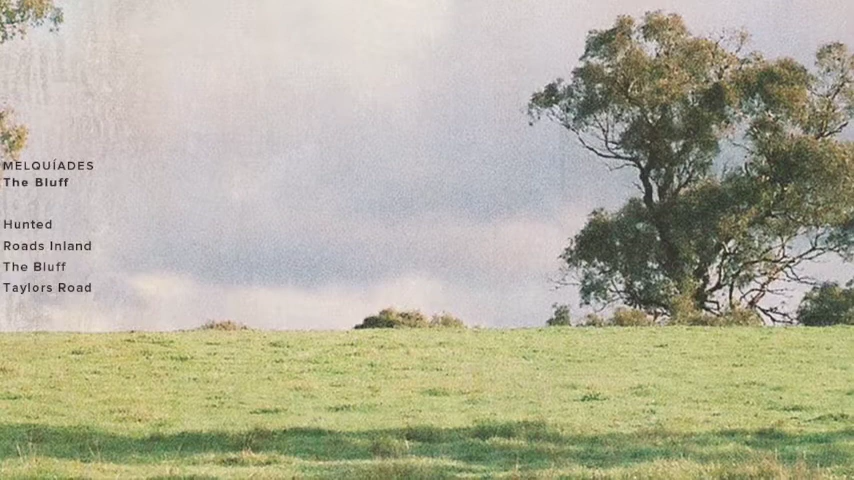 MELQUÍADES
The Bluff
Hunted
Roads Inland
The Bluff
Taylors Road